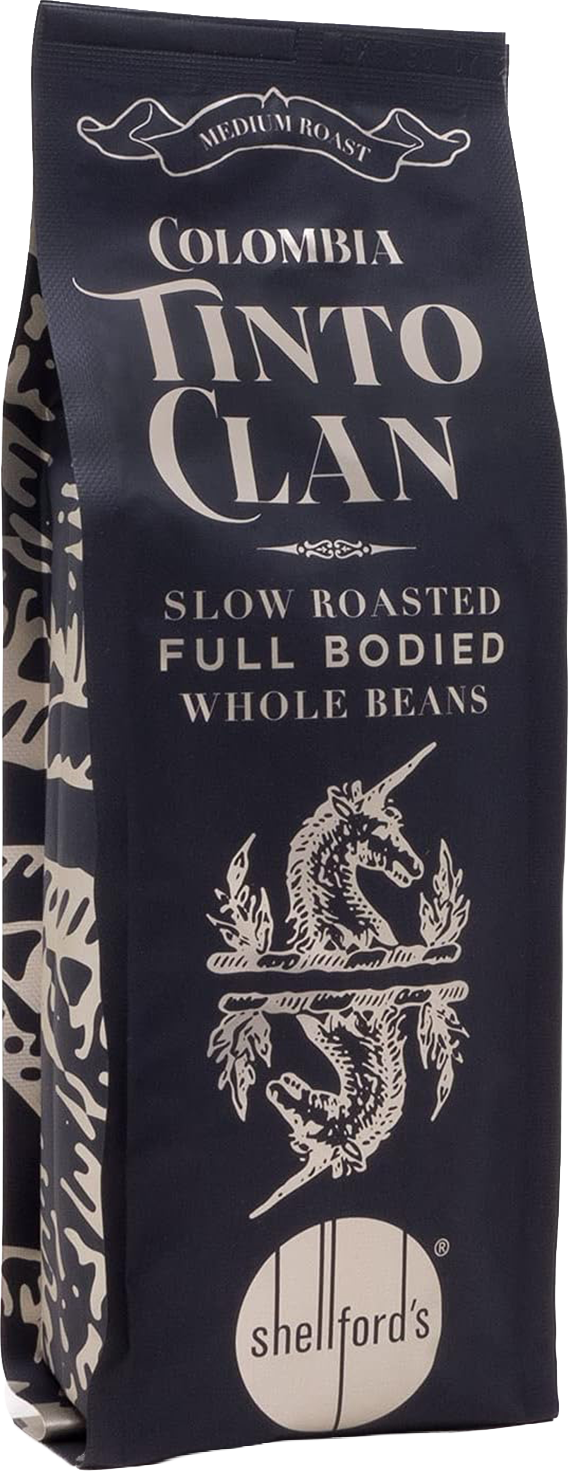 MEDIUM ROAST
COLOMBIA
TINTO
CLAN
SLOW ROASTED
FULL BODIED
WHOLE BEANS
®
shellford's